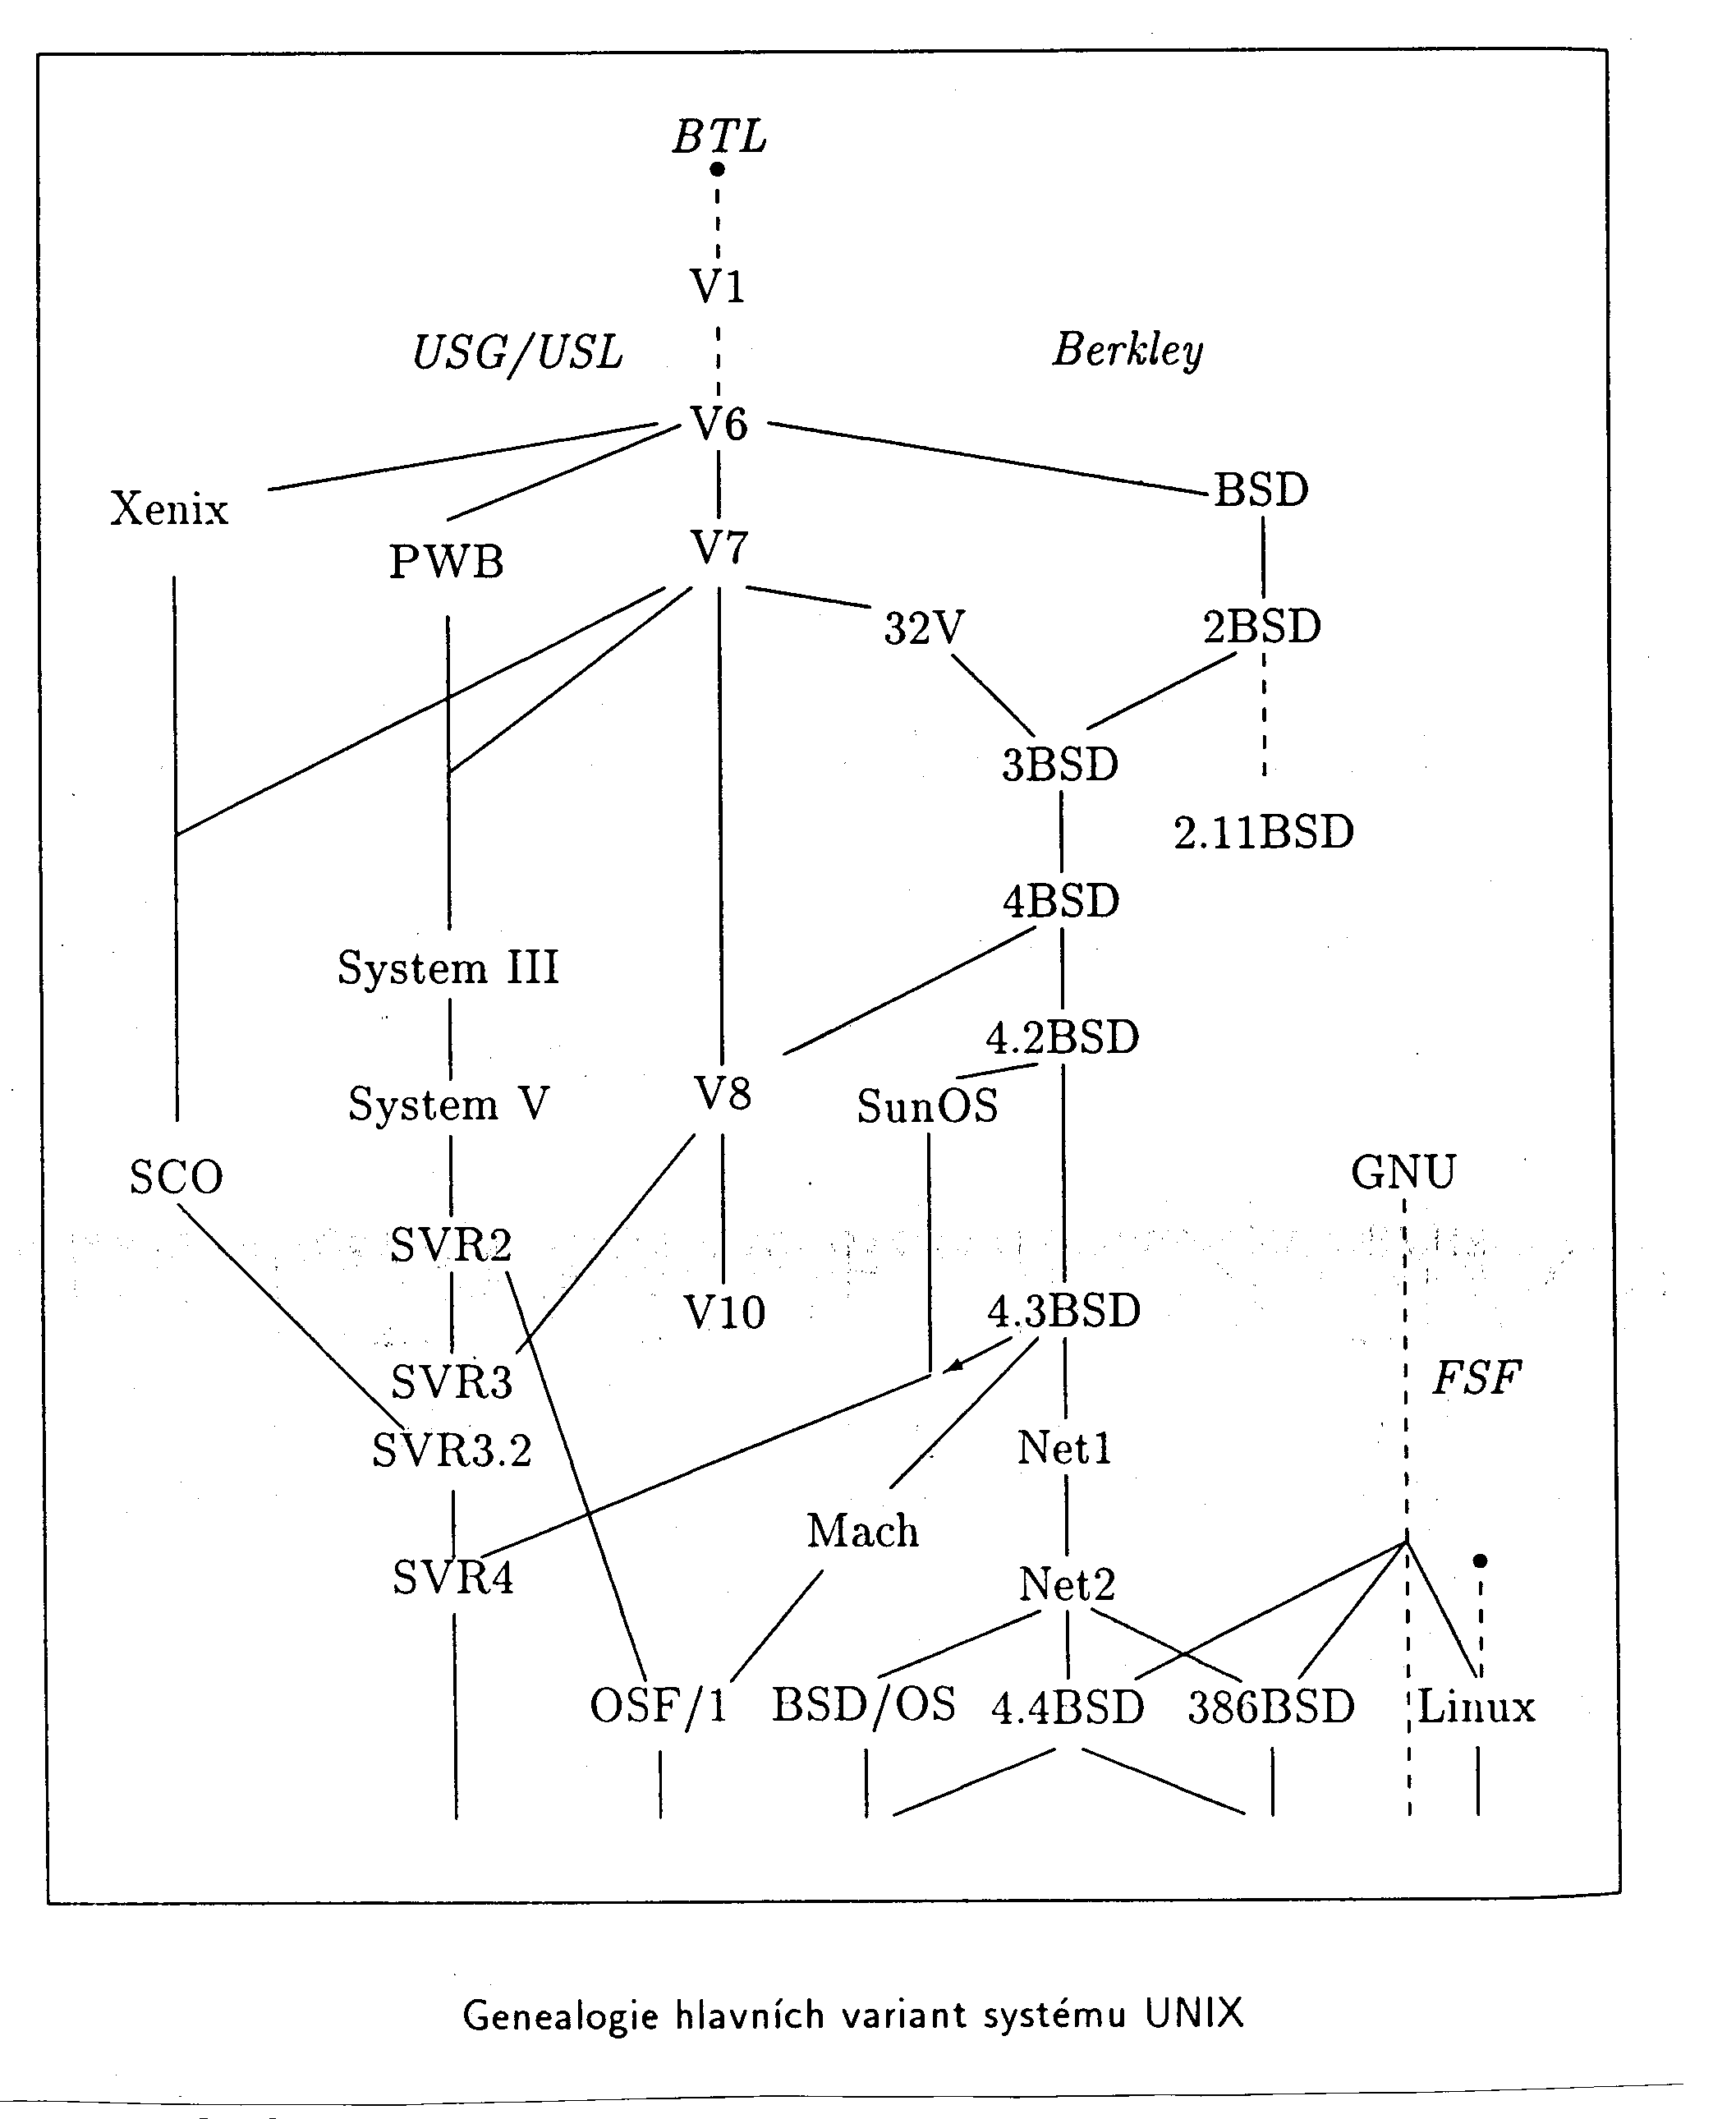 BTL
V1
USG/USL
Berkley
V6
Xenix
BSD
PWB
V7
32V
2BSD
3BSD
2.11BSD
4BSD
System III
4.2BSD
System V
V8
SunOS
SCO
GNU
SVR2
V10
4.3BSD
SVR3
FSF
SVR3.2
Net1
Mach
SVR4
Net2
OSF/1
BSD/OS
4.4BSD
386BSD
Linux
Genealogie hlavních variant systému UNIX